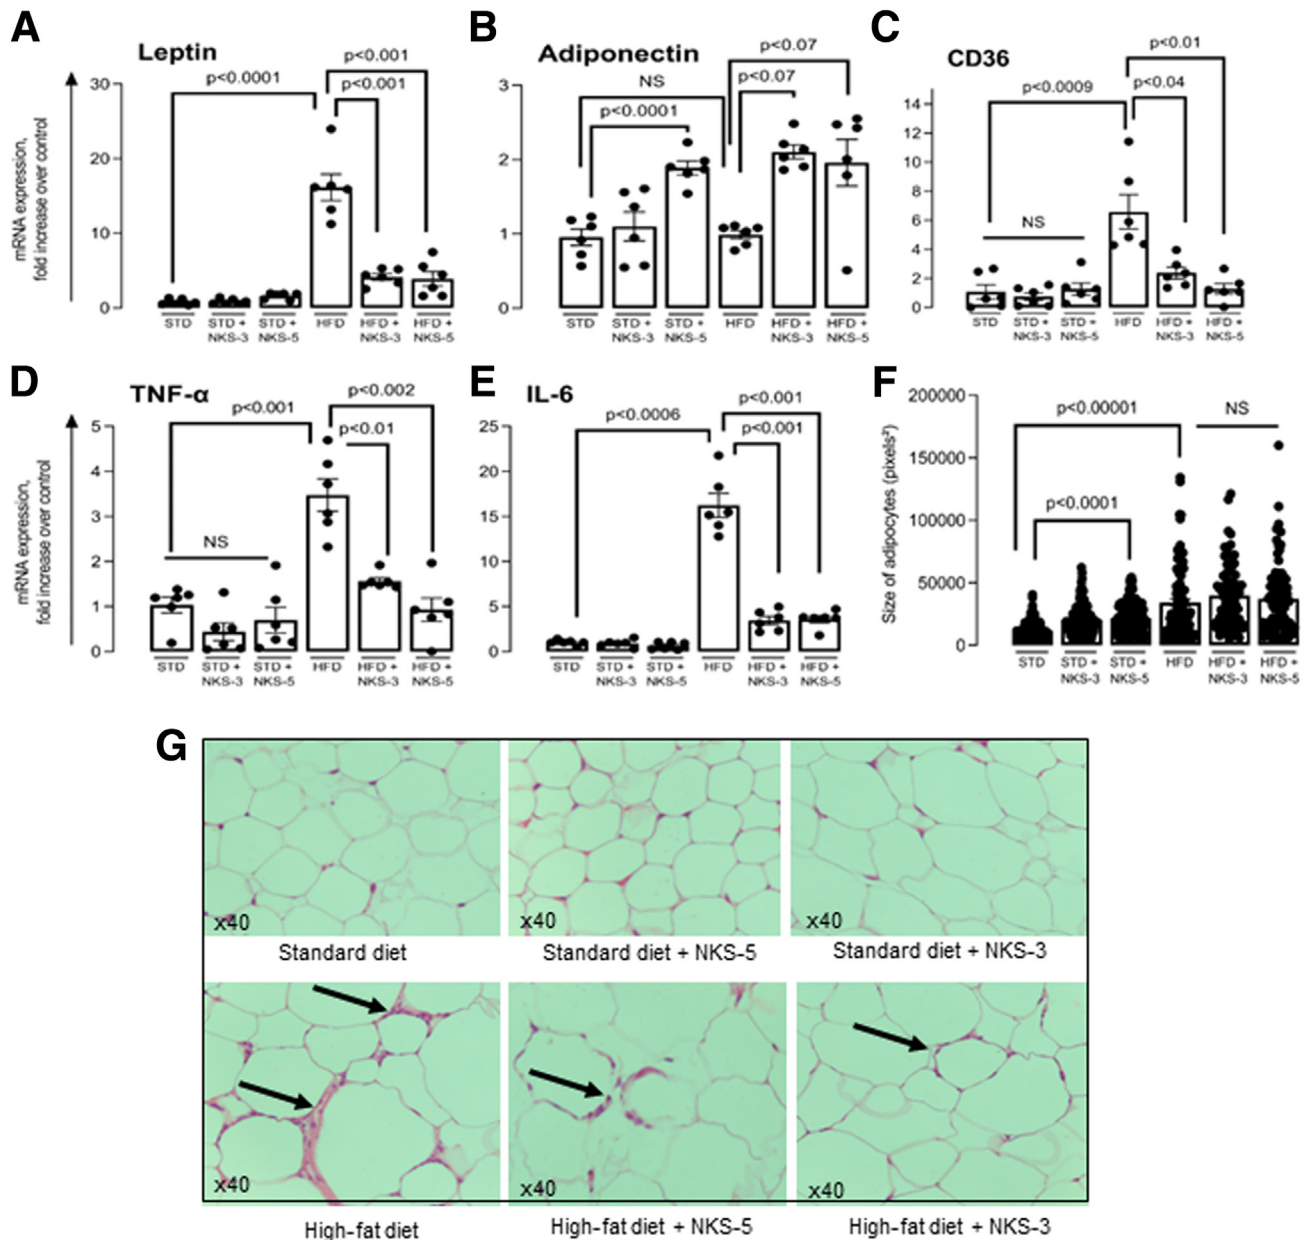 A
Leptin
mRNA expression,
fold increase over control
p<0.0001
p<0.001
p<0.001
30
20
10
0
STD
STD +
NKS-3
STD +
NKS-5
HFD
HFD +
NKS-3
HFD +
NKS-5
B
Adiponectin
NS
p<0.0001
p<0.07
p<0.07
3
2
1
0
STD
STD +
NKS-3
STD +
NKS-5
HFD
HFD +
NKS-3
HFD +
NKS-5
C
CD36
p<0.0009
p<0.01
p<0.04
NS
14
12
10
8
6
4
2
0
STD
STD +
NKS-3
STD +
NKS-5
HFD
HFD +
NKS-3
HFD +
NKS-5
D
TNF-α
mRNA expression,
fold increase over control
p<0.001
p<0.002
p<0.01
NS
5
4
3
2
1
0
STD
STD +
NKS-3
STD +
NKS-5
HFD
HFD +
NKS-3
HFD +
NKS-5
E
IL-6
p<0.0006
p<0.001
p<0.001
25
20
15
10
5
0
STD
STD +
NKS-3
STD +
NKS-5
HFD
HFD +
NKS-3
HFD +
NKS-5
F
Size of adipocytes (pixels²)
p<0.00001
NS
p<0.0001
200000
150000
100000
50000
0
STD
STD +
NKS-3
STD +
NKS-5
HFD
HFD +
NKS-3
HFD +
NKS-5
G
x40
x40
x40
Standard diet
Standard diet + NKS-5
Standard diet + NKS-3
x40
x40
x40
High-fat diet
High-fat diet + NKS-5
High-fat diet + NKS-3